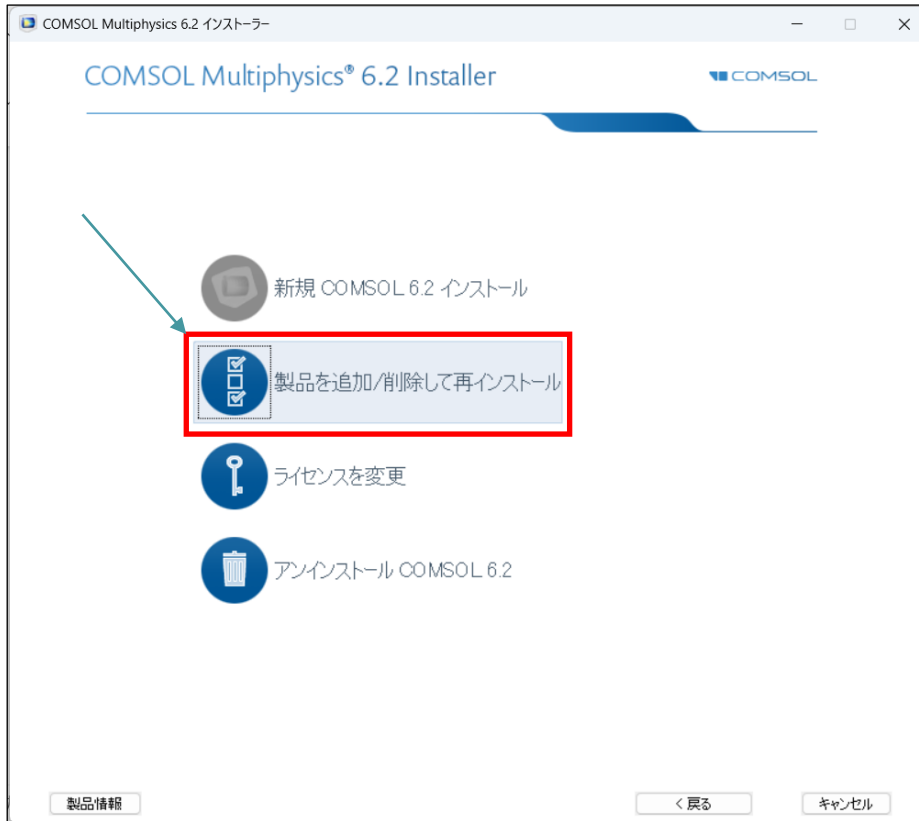 COMSOL Multiphysics 6.2 インストーラー
COMSOL Multiphysics® 6.2 Installer
COMSOL
新規 COMSOL 6.2 インストール
製品を追加/削除して再インストール
ライセンスを変更
アンインストール COMSOL 6.2
製品情報
< 戻る
キャンセル